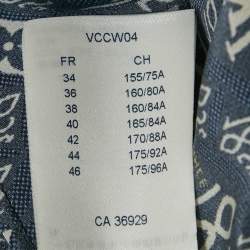 VCCW04
FR CH
34 155/75A
36 160/80A
38 160/84A
40 165/84A
42 170/88A
44 175/92A
46 175/96A
CA 36929